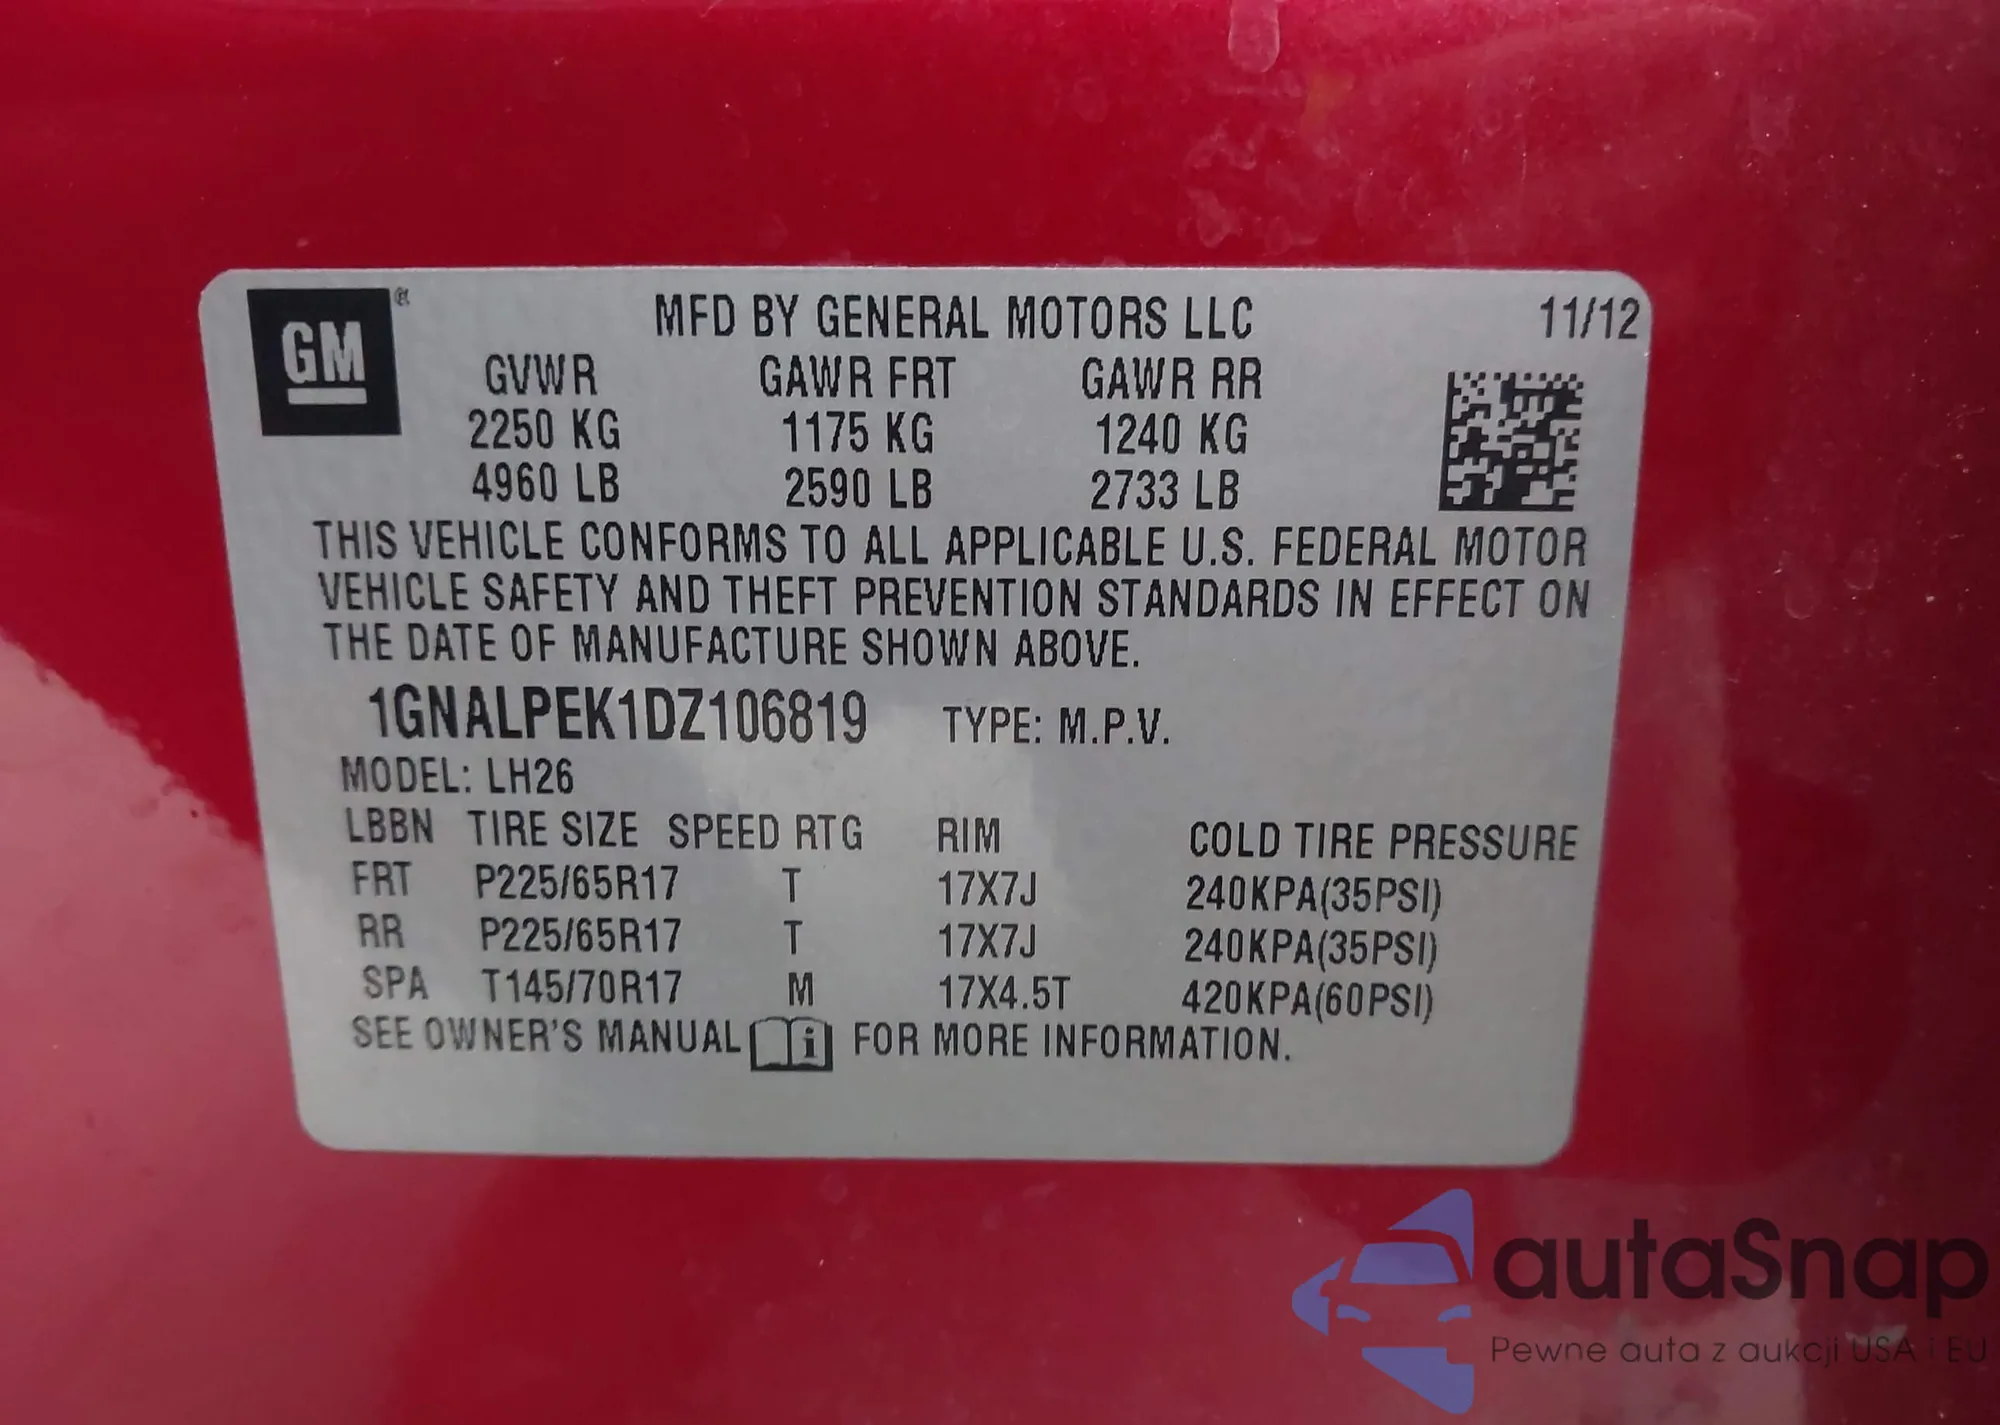 GM ®
MFD BY GENERAL MOTORS LLC 11/12
GVWR GAWR FRT GAWR RR
2250 KG 1175 KG 1240 KG
4960 LB 2590 LB 2733 LB
THIS VEHICLE CONFORMS TO ALL APPLICABLE U.S. FEDERAL MOTOR
VEHICLE SAFETY AND THEFT PREVENTION STANDARDS IN EFFECT ON
THE DATE OF MANUFACTURE SHOWN ABOVE.
1GNALPEK1DZ106819 TYPE: M.P.V.
MODEL: LH26
LBBN TIRE SIZE SPEED RTG RIM COLD TIRE PRESSURE
FRT P225/65R17 T 17X7J 240KPA(35PSI)
RR P225/65R17 T 17X7J 240KPA(35PSI)
SPA T145/70R17 M 17X4.5T 420KPA(60PSI)
SEE OWNER'S MANUAL i FOR MORE INFORMATION.
autaSnap
Pewne auta z aukcji USA i EU